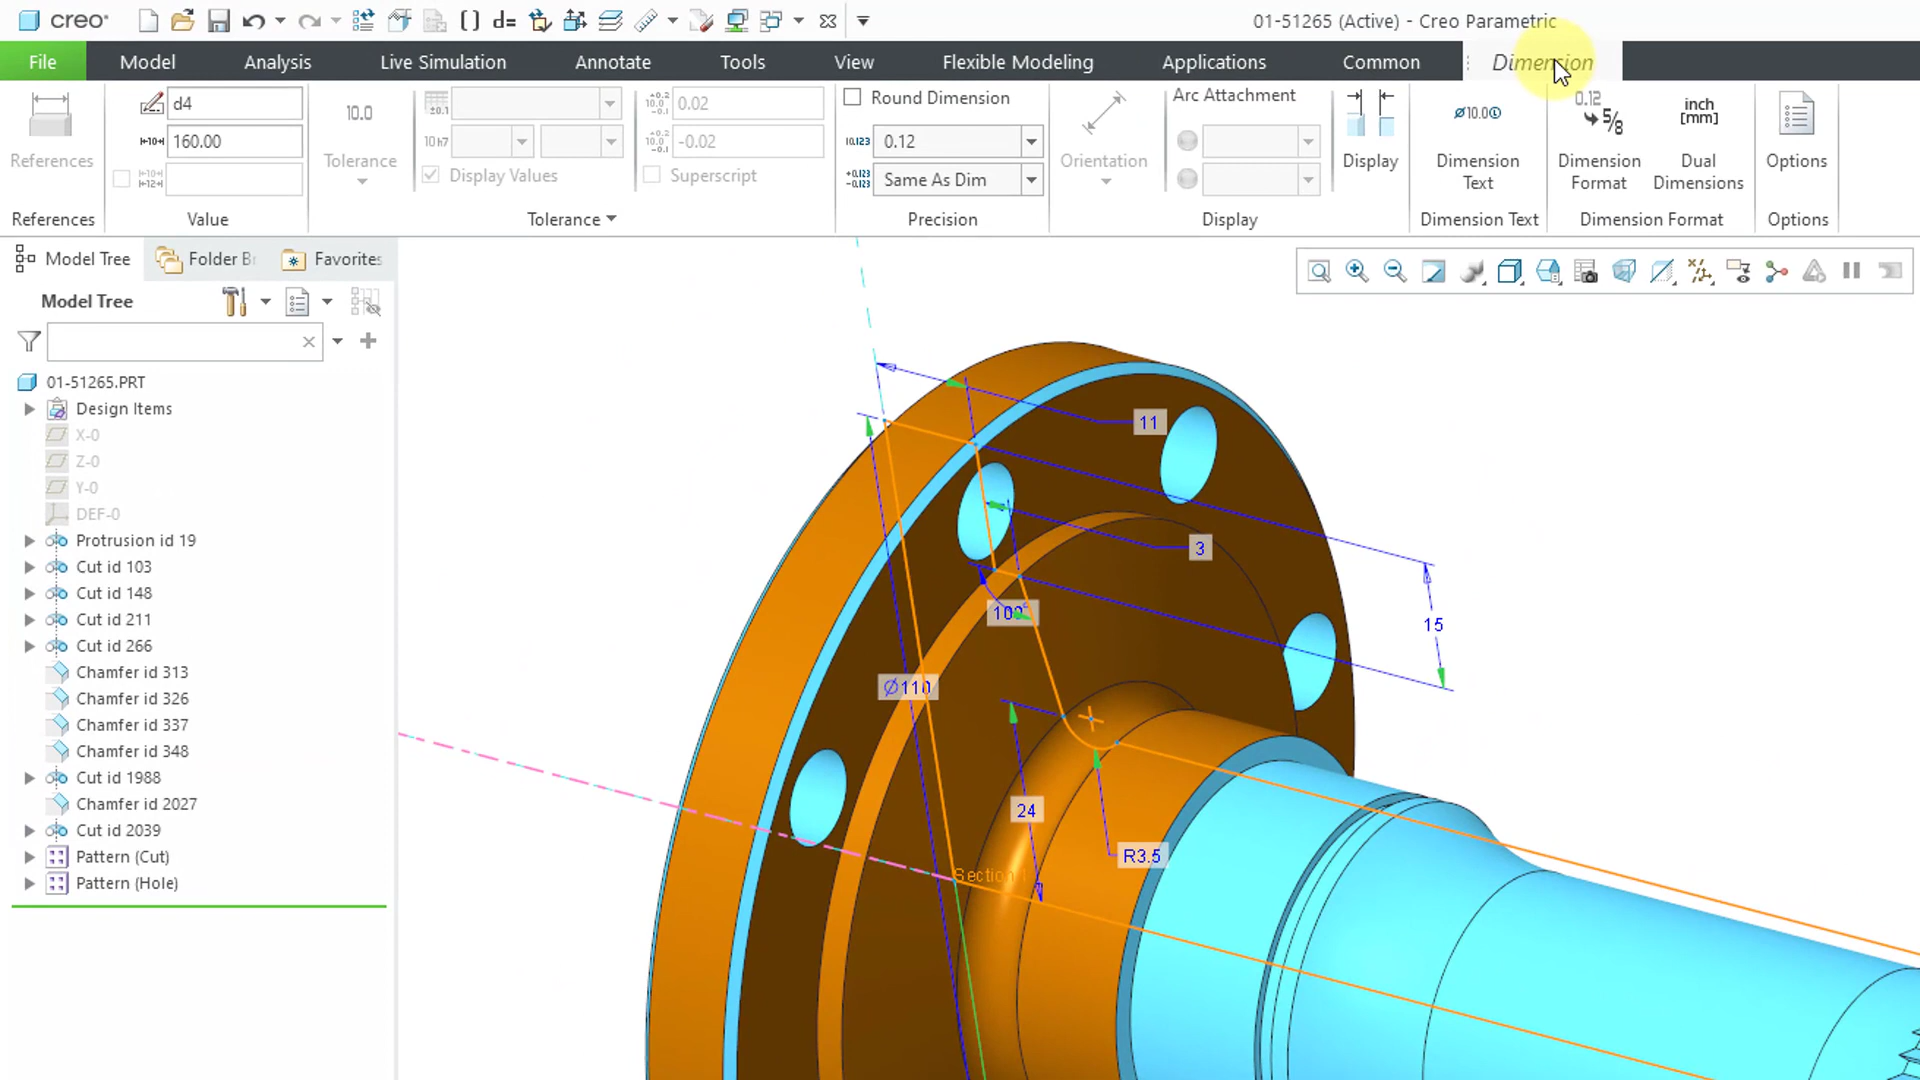 creo
d=
01-51265 (Active) - Creo Parametric
File
Model
Analysis
Live Simulation
Annotate
Tools
View
Flexible Modeling
Applications
Common
Dimension
References
References
d4
160.00
Value
10.0
Tolerance
10h7
Display Values
0.02
-0.02
Superscript
Tolerance
Round Dimension
0.12
Same As Dim
Precision
Orientation
Arc Attachment
Display
Display
Ø10.0
Dimension
Text
Dimension Text
0.12
5/8
Dimension
Format
inch
[mm]
Dual
Dimensions
Dimension Format
Options
Options
Model Tree
Folder Br
Favorites
Model Tree
01-51265.PRT
Design Items
X-0
Z-0
Y-0
DEF-0
Protrusion id 19
Cut id 103
Cut id 148
Cut id 211
Cut id 266
Chamfer id 313
Chamfer id 326
Chamfer id 337
Chamfer id 348
Cut id 1988
Chamfer id 2027
Cut id 2039
Pattern (Cut)
Pattern (Hole)
11
3
15
Ø110
24
R3.5
Section